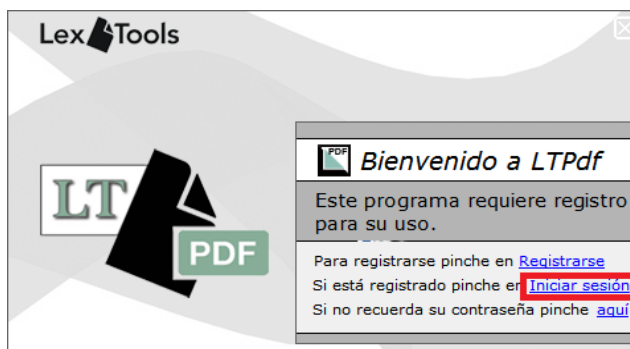 Lex Tools
LT
PDF
PDF
Bienvenido a LTPdf
Este programa requiere registro
para su uso.
Para registrarse pinche en Registrarse
Si está registrado pinche en Iniciar sesión
Si no recuerda su contraseña pinche aquí